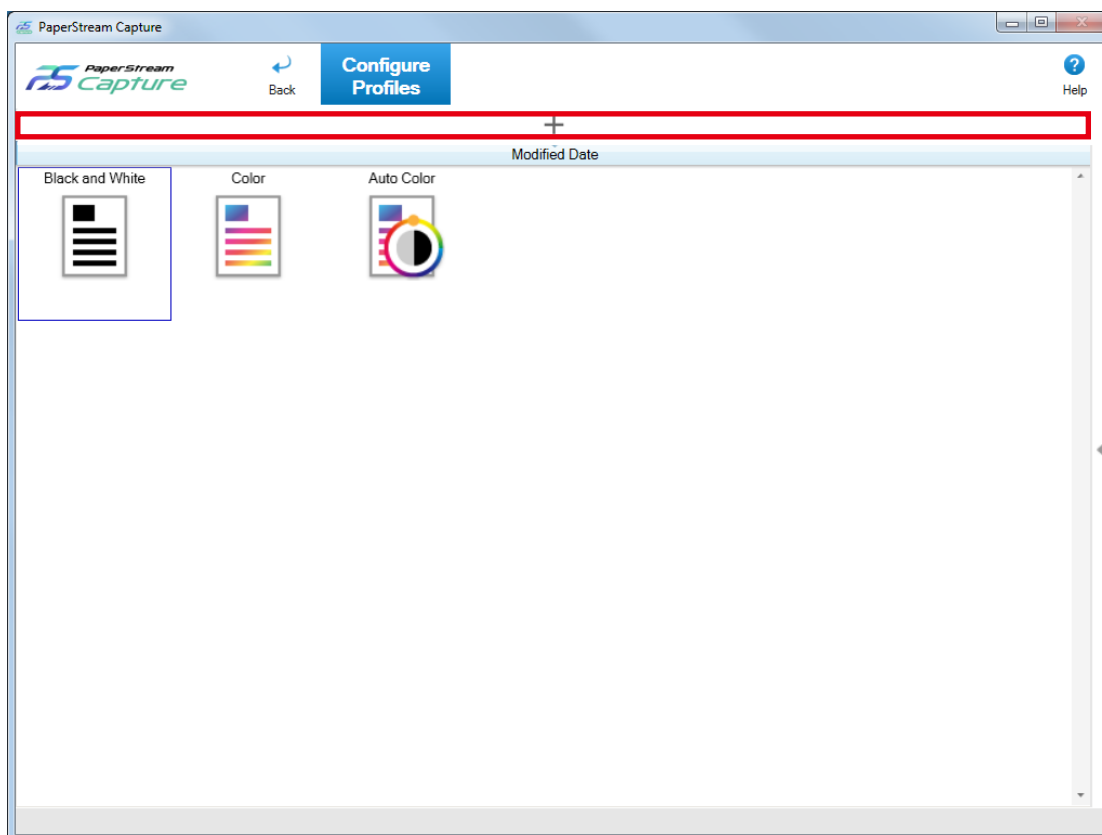 PaperStream Capture
PaperStream
Capture
Back
Configure
Profiles
?
Help
+
Modified Date
Black and White
Color
Auto Color